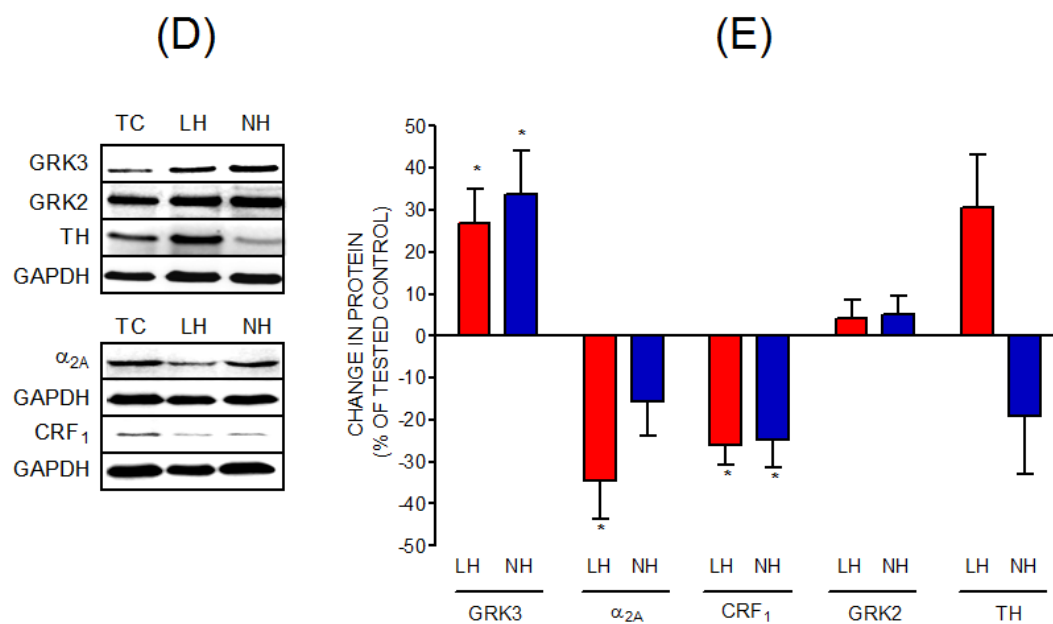 (D)
TC LH NH
GRK3
GRK2
TH
GAPDH
TC LH NH
α2A
GAPDH
CRF1
GAPDH
(E)
CHANGE IN PROTEIN
(% OF TESTED CONTROL)
50
40
30
20
10
0
-10
-20
-30
-40
-50
* * * * *
LH NH LH NH LH NH LH NH LH NH
GRK3 α2A CRF1 GRK2 TH